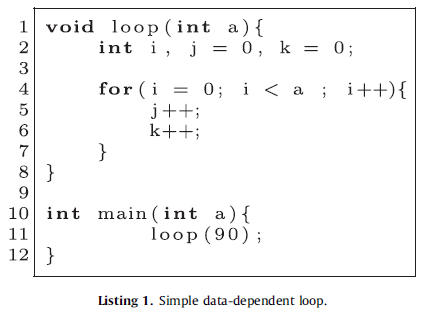 1 void loop(int a){
2 int i, j = 0, k = 0;
3
4 for(i = 0; i < a ; i++){
5 j++;
6 k++;
7 }
8 }
9
10 int main(int a){
11 loop(90);
12 }
Listing 1. Simple data-dependent loop.